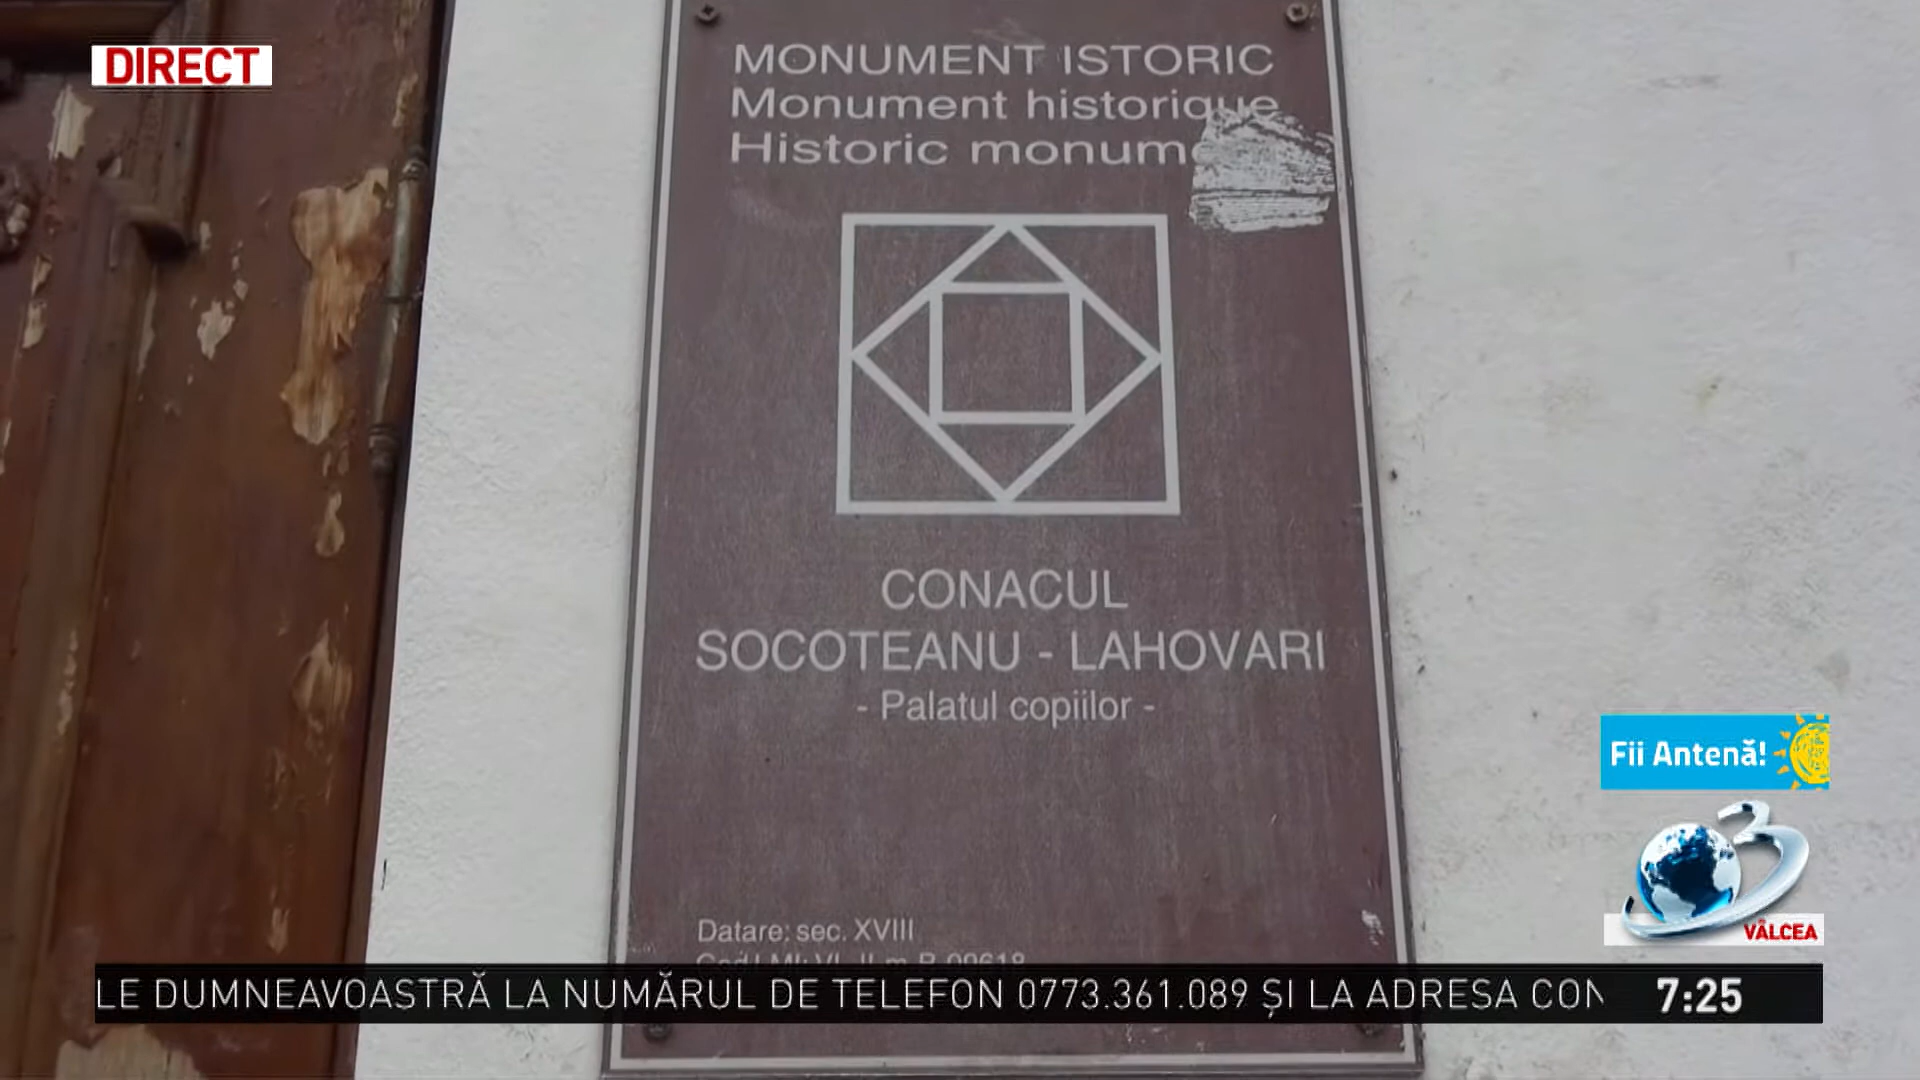 DIRECT
MONUMENT ISTORIC
Monument historique
Historic
CONACUL
SOCOTEANU - LAHOVARI
- Palatul copiilor -
Fii Antenă!
3
VÂLCEA
Datare: sec. XVIII
LE DUMNEAVOASTRĂ LA NUMĂRUL DE TELEFON 0773.361.089 ȘI LA ADRESA CON
7:25